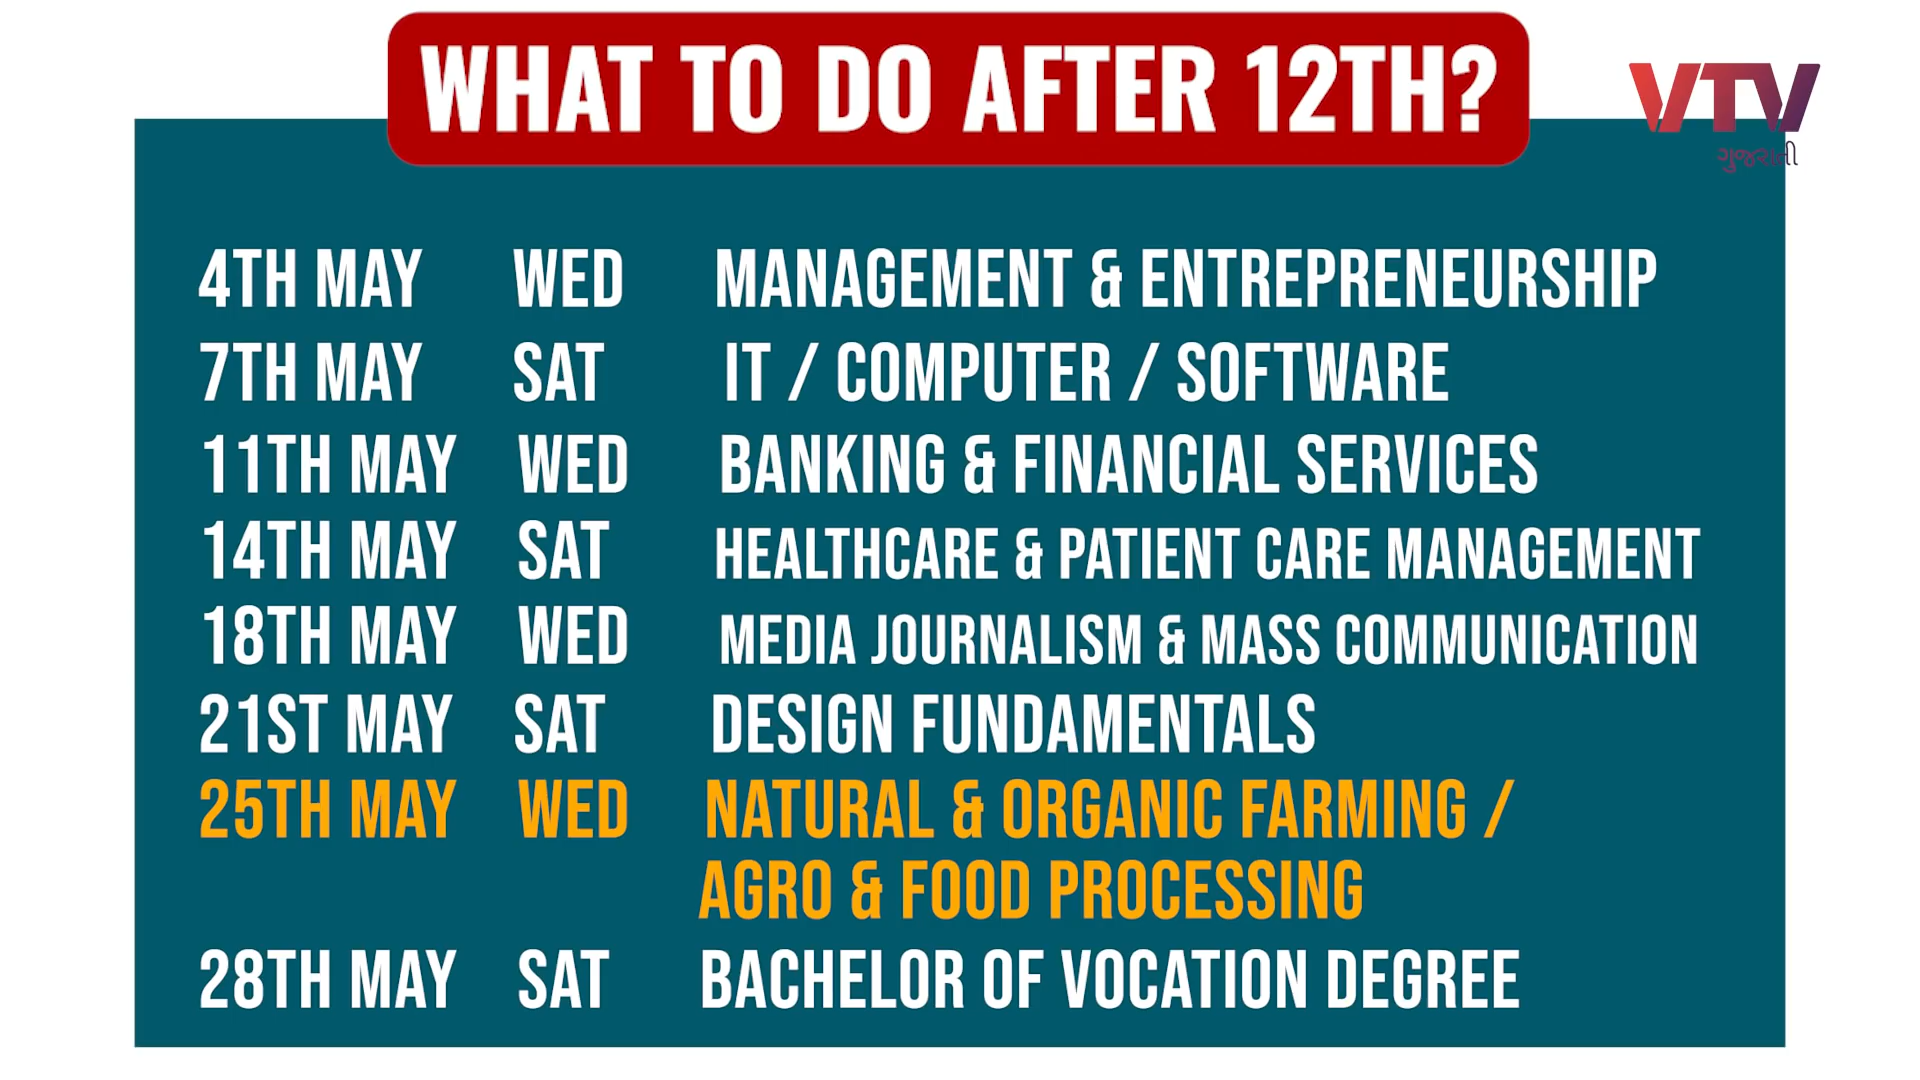 WHAT TO DO AFTER 12TH?
VTV
ગુજરાતી
4TH MAY WED MANAGEMENT & ENTREPRENEURSHIP
7TH MAY SAT IT / COMPUTER / SOFTWARE
11TH MAY WED BANKING & FINANCIAL SERVICES
14TH MAY SAT HEALTHCARE & PATIENT CARE MANAGEMENT
18TH MAY WED MEDIA JOURNALISM & MASS COMMUNICATION
21ST MAY SAT DESIGN FUNDAMENTALS
25TH MAY WED NATURAL & ORGANIC FARMING /
AGRO & FOOD PROCESSING
28TH MAY SAT BACHELOR OF VOCATION DEGREE